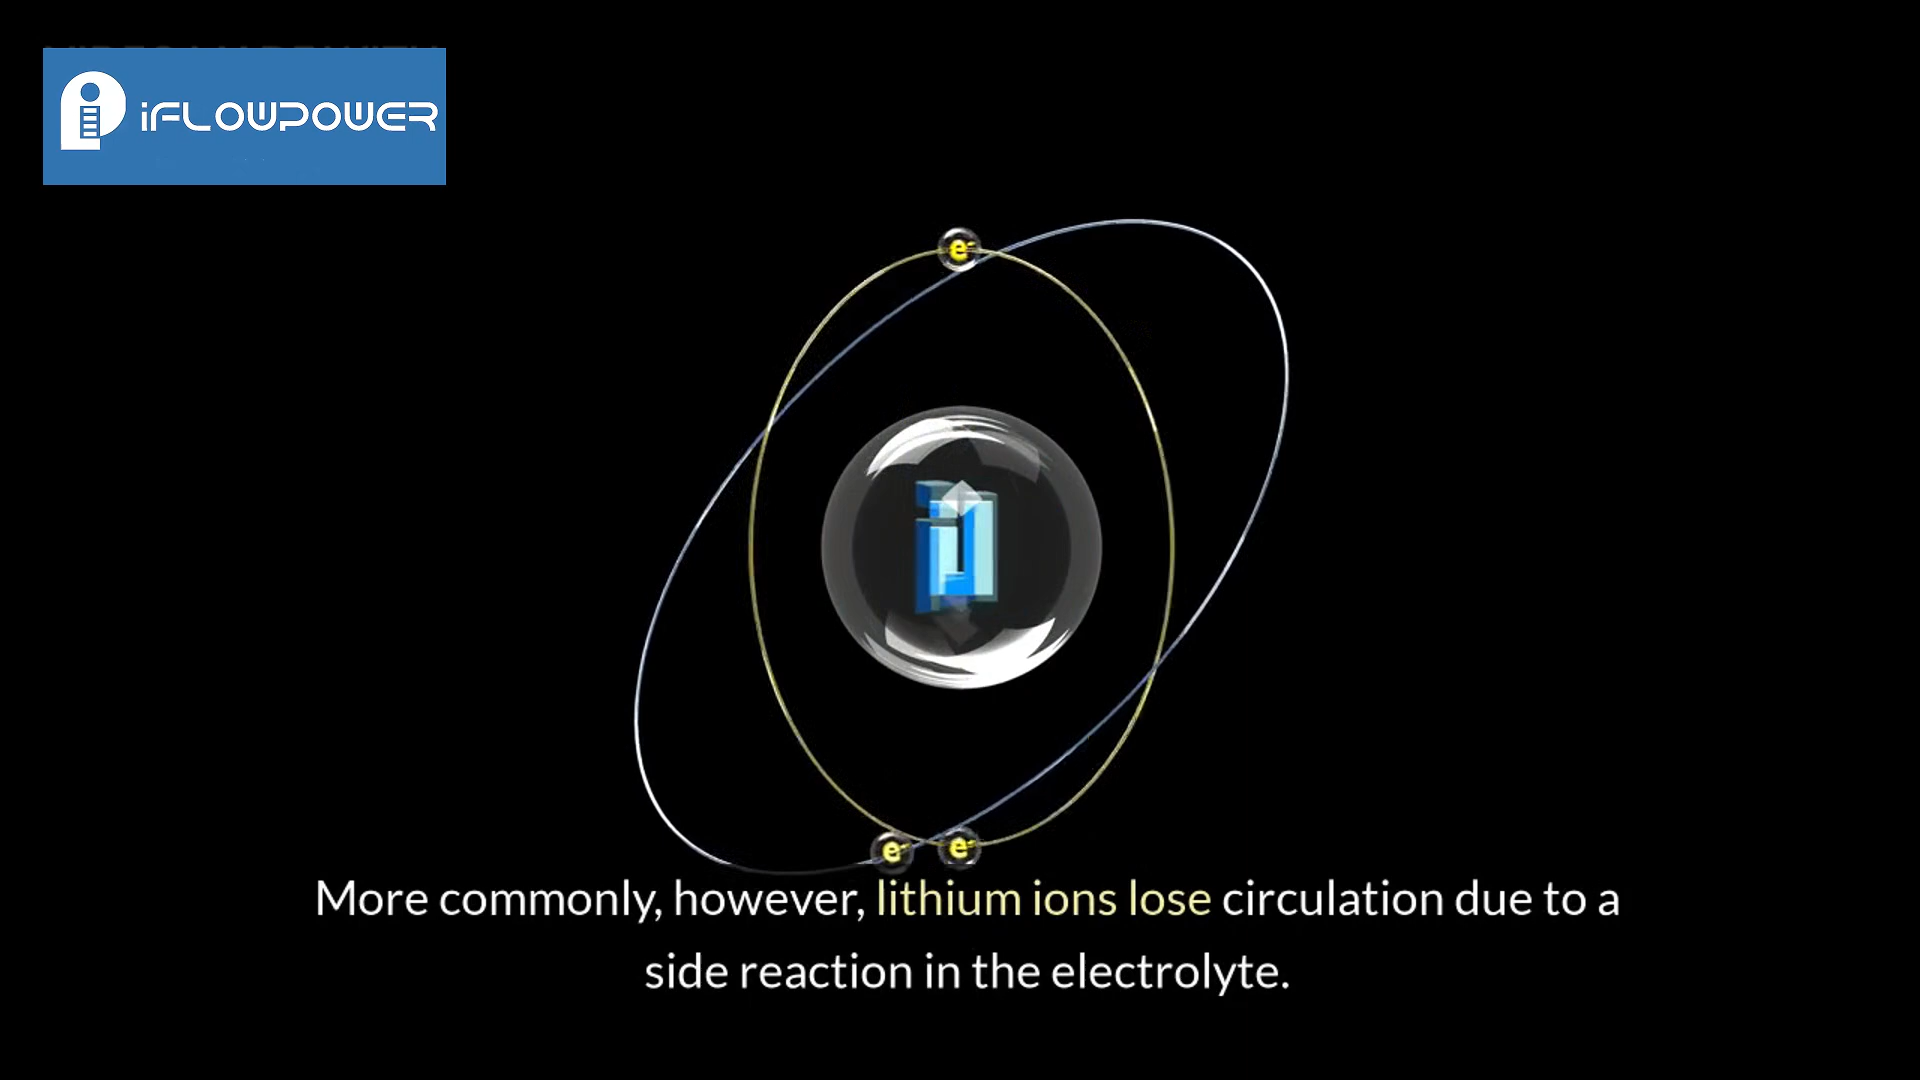 iFLOWPOWER
e-
More commonly, however, lithium ions lose circulation due to a
e-
e-
side reaction in the electrolyte.